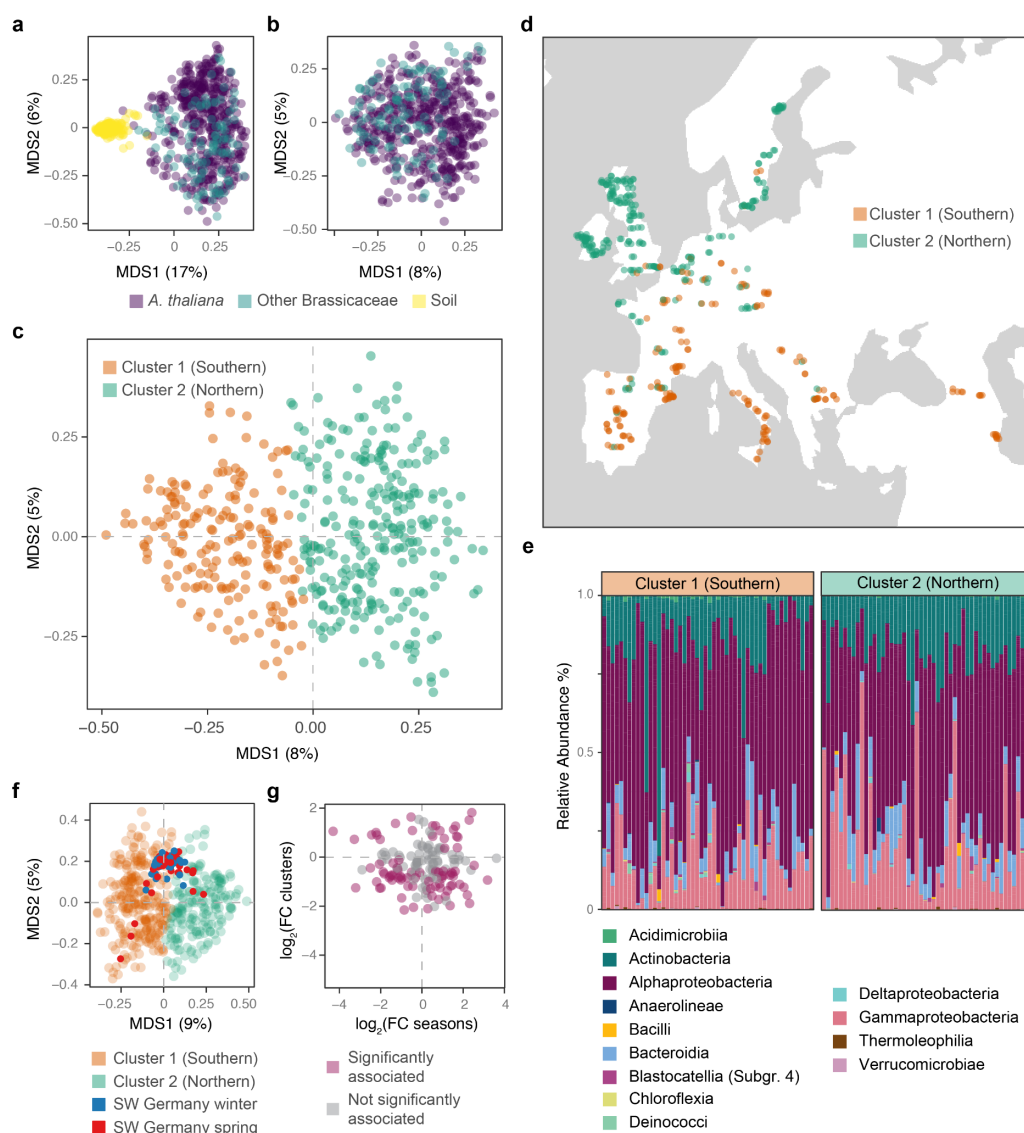 a
MDS2 (6%)
0.25
0
−0.25
−0.50
−0.25
0
0.25
MDS1 (17%)
b
MDS2 (5%)
0.25
0
−0.25
−0.50
−0.25
0
0.25
MDS1 (8%)
A. thaliana
Other Brassicaceae
Soil
c
Cluster 1 (Southern)
Cluster 2 (Northern)
MDS2 (5%)
0.25
0.00
−0.25
−0.50
−0.25
0.00
0.25
MDS1 (8%)
d
Cluster 1 (Southern)
Cluster 2 (Northern)
e
Cluster 1 (Southern)
Cluster 2 (Northern)
Relative Abundance %)
1.0
0.5
0
Acidimicrobiia
Actinobacteria
Alphaproteobacteria
Anaerolineae
Bacilli
Bacteroidia
Blastocatellia (Subgr. 4)
Chloroflexia
Deinococci
Deltaproteobacteria
Gammaproteobacteria
Thermoleophilia
Verrucomicrobiae
f
MDS2 (5%)
0.4
0.2
0.0
−0.2
−0.4
−0.25
0
0.25
0.50
MDS1 (9%)
Cluster 1 (Southern)
Cluster 2 (Northern)
SW Germany winter
SW Germany spring
g
log2(FC clusters)
2
0
−2
−4
−4
−2
0
2
4
log2(FC seasons)
Significantly
associated
Not significantly
associated